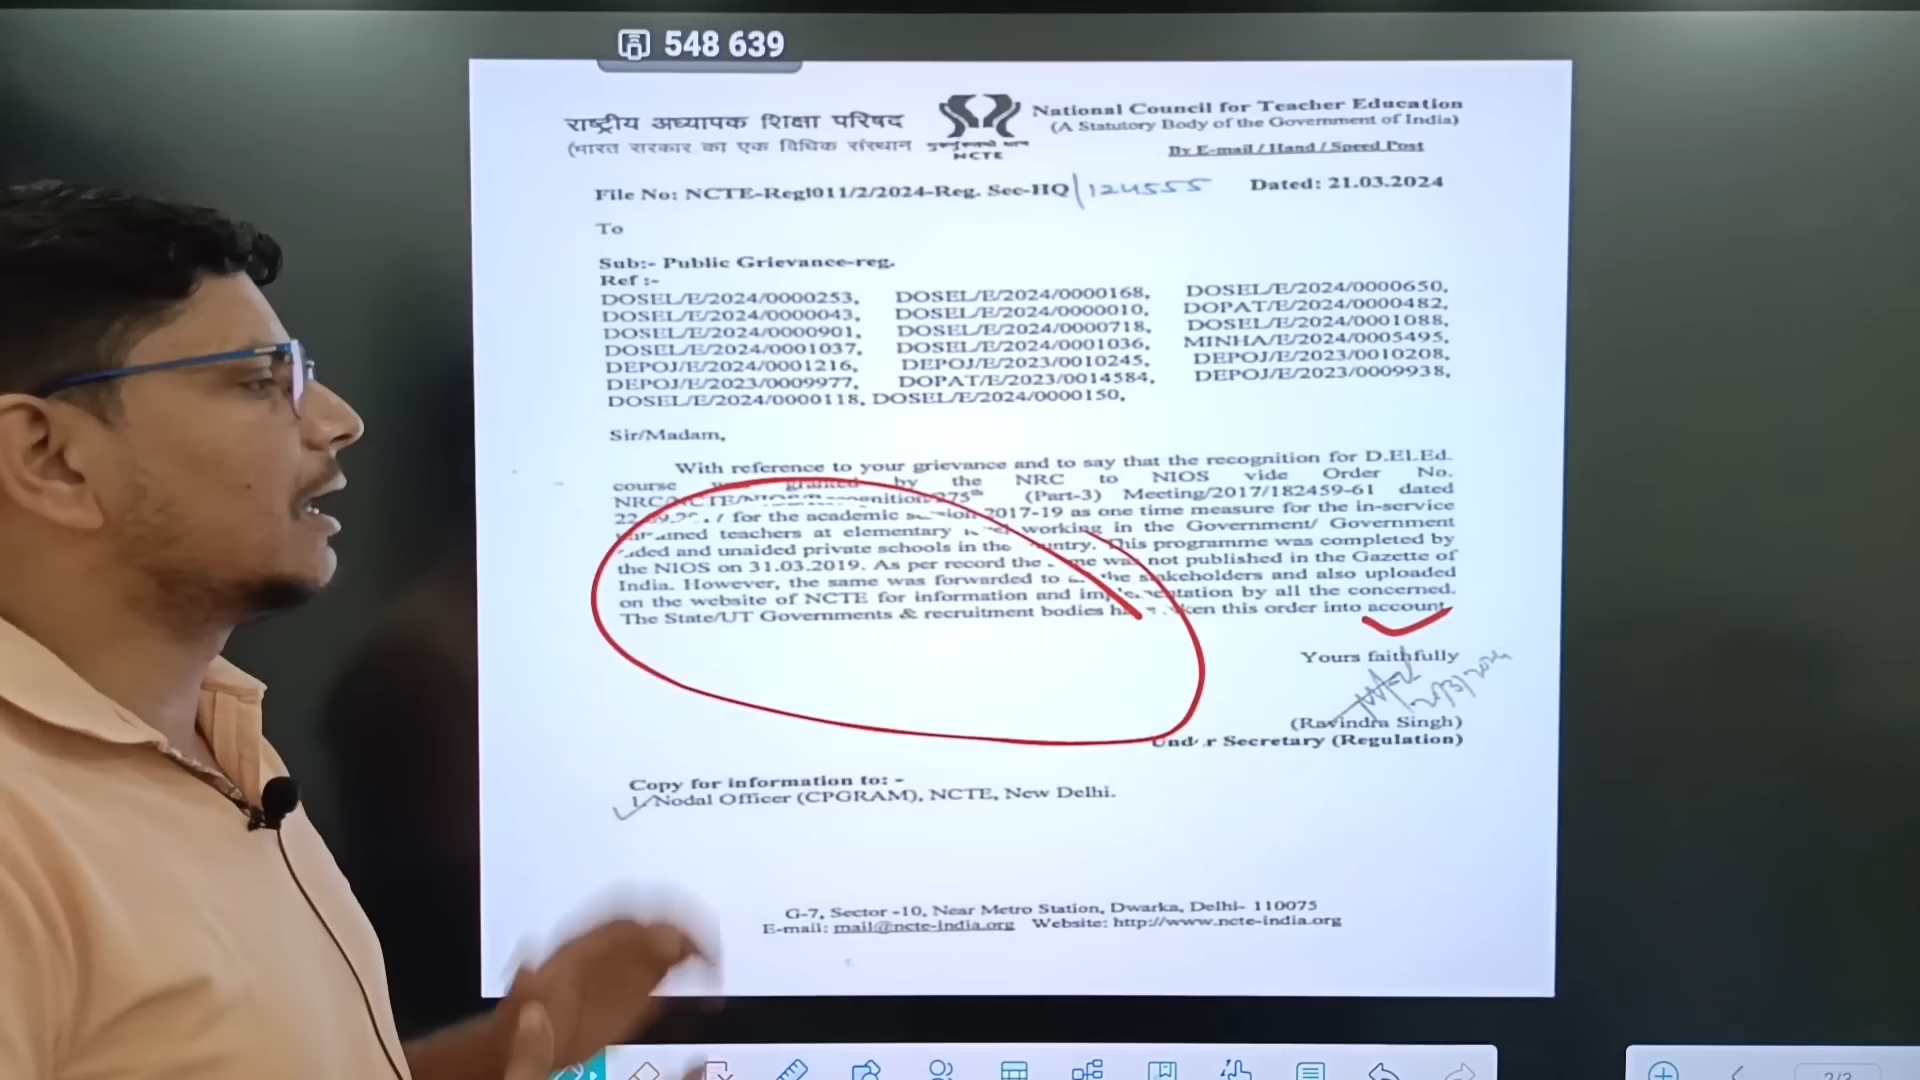 548 639
राष्ट्रीय अध्यापक शिक्षा परिषद
(भारत सरकार का एक विधिक संस्थान
NCTE
National Council for Teacher Education
(A Statutory Body of the Government of India)
By E-mail / Hand / Speed Post
File No: NCTE-Regl011/2/2024-Reg. Sec-HQ/124555 Dated: 21.03.2024
To
Sub:- Public Grievance-reg.
Ref :-
DOSEL/E/2024/0000253, DOSEL/E/2024/0000168, DOSEL/E/2024/0000650,
DOSEL/E/2024/0000043, DOSEL/E/2024/0000010, DOPAT/E/2024/0000482,
DOSEL/E/2024/0000901, DOSEL/E/2024/0000718, DOSEL/E/2024/0001088,
DOSEL/E/2024/0001037, DOSEL/E/2024/0001036, MINHA/E/2024/0005495,
DEPOJ/E/2024/0001216, DEPOJ/E/2023/0010245, DEPOJ/E/2023/0010208,
DEPOJ/E/2023/0009977, DOPAT/E/2023/0014584, DEPOJ/E/2023/0009938,
DOSEL/E/2024/0000118, DOSEL/E/2024/0000150,
Sir/Madam,
With reference to your grievance and to say that the recognition for D.El.Ed.
course granted by the NRC to NIOS vide Order No.
(Part-3) Meeting/2017/182459-61 dated
for the academic 2017-19 as one time measure for the in-service
teachers at elementary working in the Government/ Government
and unaided private schools in the This programme was completed by
the NIOS on 31.03.2019. As per record the was not published in the Gazette of
India. However, the same was forwarded to the stakeholders and also uploaded
on the website of NCTE for information and by all the concerned.
The State/UT Governments & recruitment bodies this order into account.
Yours faithfully
21/3/2024
(Ravindra Singh)
Under Secretary (Regulation)
Copy for information to: -
1. Nodal Officer (CPGRAM), NCTE, New Delhi.
G-7, Sector -10, Near Metro Station, Dwarka, Delhi- 110075
E-mail: mail@ncte-india.org Website: http://www.ncte-india.org
2/3